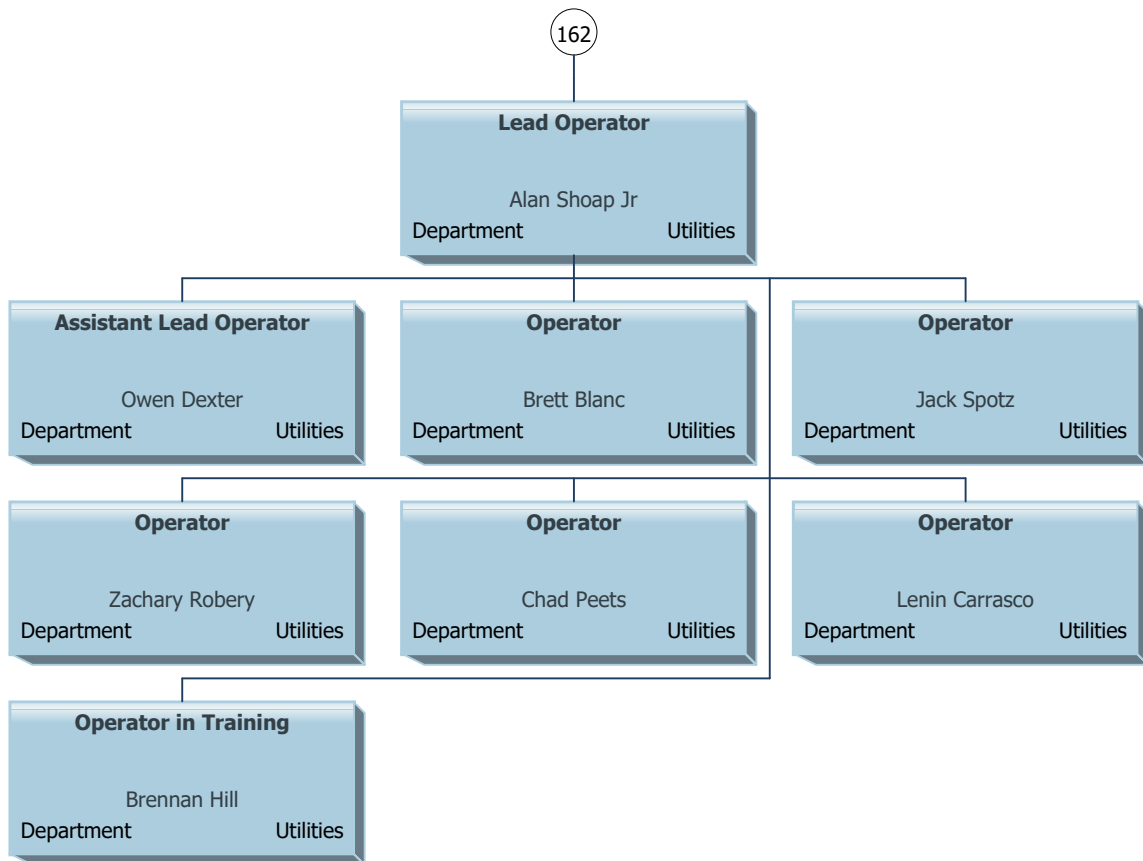 162
Lead Operator
Alan Shoap Jr
Department Utilities
Assistant Lead Operator
Owen Dexter
Department Utilities
Operator
Brett Blanc
Department Utilities
Operator
Jack Spotz
Department Utilities
Operator
Zachary Robery
Department Utilities
Operator
Chad Peets
Department Utilities
Operator
Lenin Carrasco
Department Utilities
Operator in Training
Brennan Hill
Department Utilities